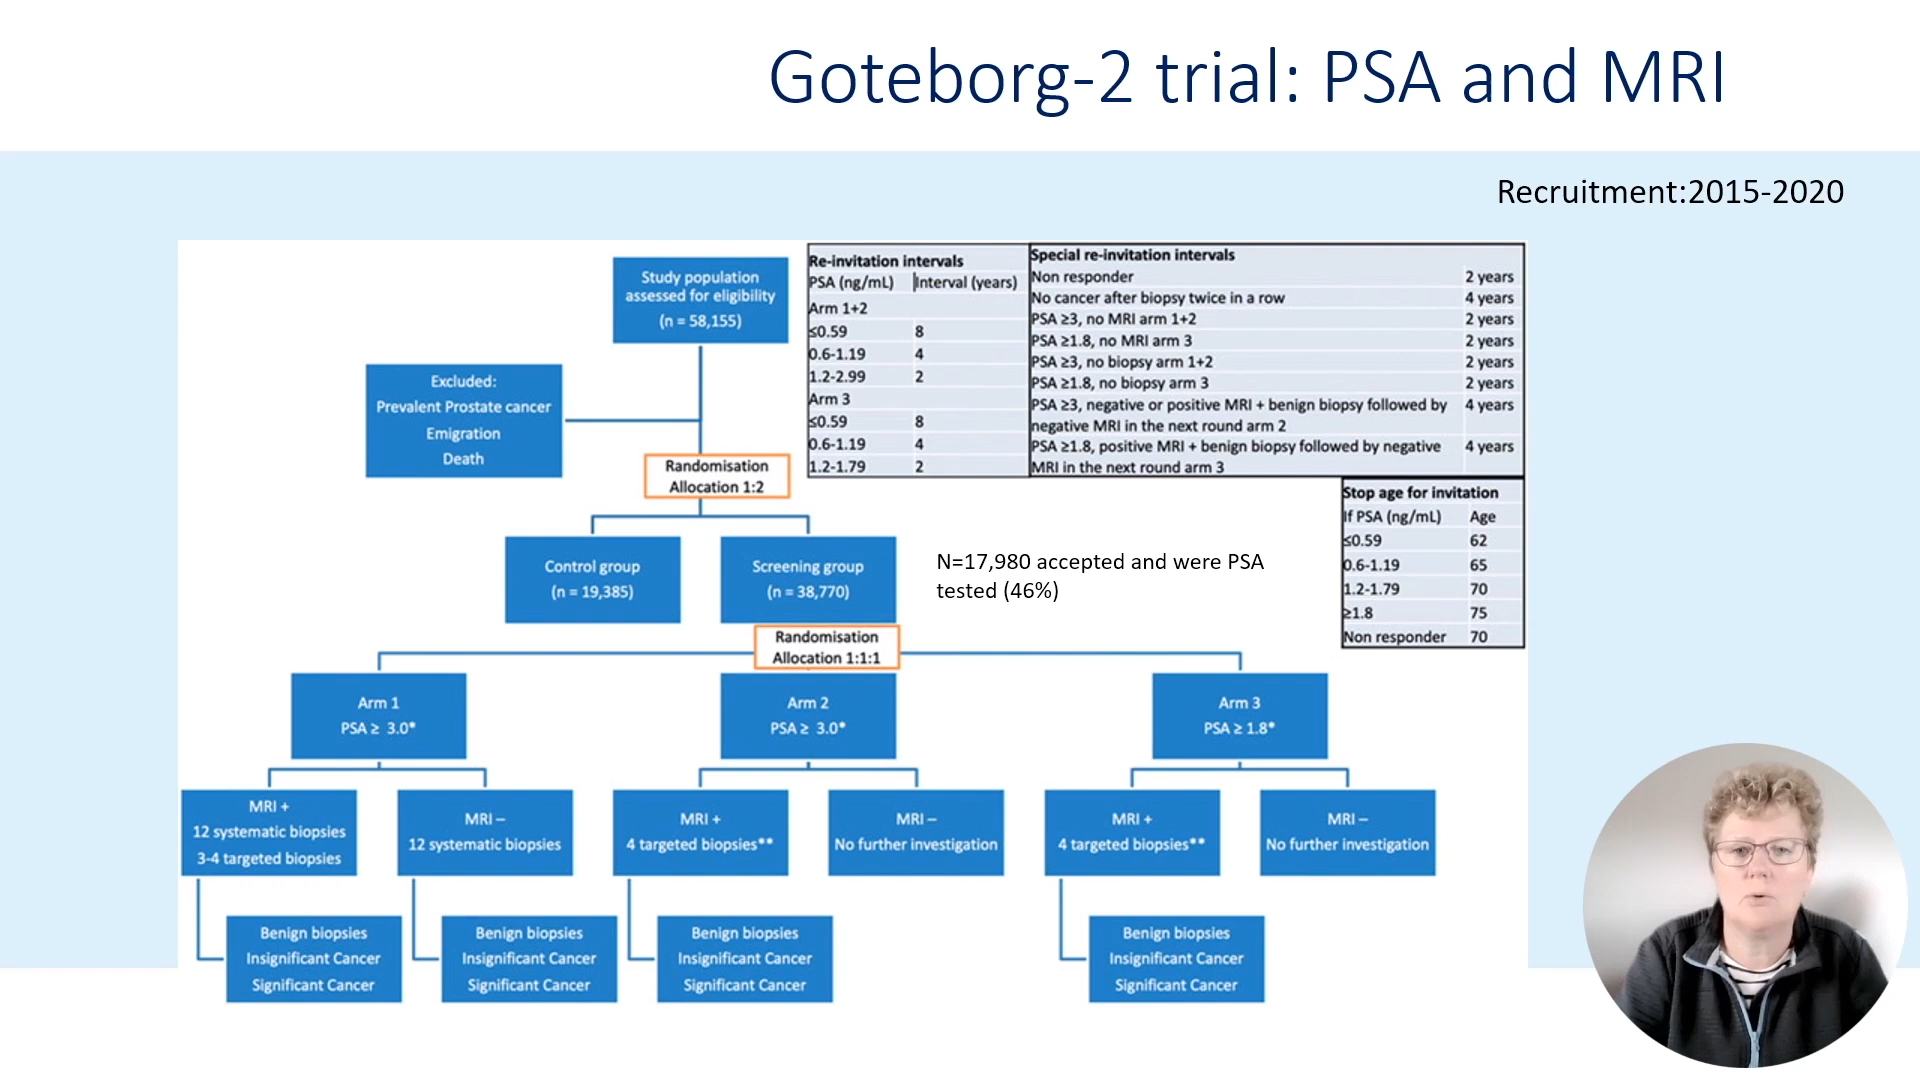 Goteborg-2 trial: PSA and MRI
Recruitment:2015-2020
Study population
assessed for eligibility
(n = 58,155)
Excluded:
Prevalent Prostate cancer
Emigration
Death
Randomisation
Allocation 1:2
Re-invitation intervals
PSA (ng/mL) Interval (years)
Arm 1+2
≤0.59 8
0.6-1.19 4
1.2-2.99 2
Arm 3
≤0.59 8
0.6-1.19 4
1.2-1.79 2
Special re-invitation intervals
Non responder 2 years
No cancer after biopsy twice in a row 4 years
PSA ≥3, no MRI arm 1+2 2 years
PSA ≥1.8, no MRI arm 3 2 years
PSA ≥3, no biopsy arm 1+2 2 years
PSA ≥1.8, no biopsy arm 3 2 years
PSA ≥3, negative or positive MRI + benign biopsy followed by 4 years
negative MRI in the next round arm 2
PSA ≥1.8, positive MRI + benign biopsy followed by negative 4 years
MRI in the next round arm 3
Stop age for invitation
If PSA (ng/mL) Age
≤0.59 62
0.6-1.19 65
1.2-1.79 70
≥1.8 75
Non responder 70
Control group
(n = 19,385)
Screening group
(n = 38,770)
N=17,980 accepted and were PSA
tested (46%)
Randomisation
Allocation 1:1:1
Arm 1
PSA ≥ 3.0*
Arm 2
PSA ≥ 3.0*
Arm 3
PSA ≥ 1.8*
MRI +
12 systematic biopsies
3-4 targeted biopsies
MRI –
12 systematic biopsies
MRI +
4 targeted biopsies**
MRI –
No further investigation
MRI +
4 targeted biopsies**
MRI –
No further investigation
Benign biopsies
Insignificant Cancer
Significant Cancer
Benign biopsies
Insignificant Cancer
Significant Cancer
Benign biopsies
Insignificant Cancer
Significant Cancer
Benign biopsies
Insignificant Cancer
Significant Cancer